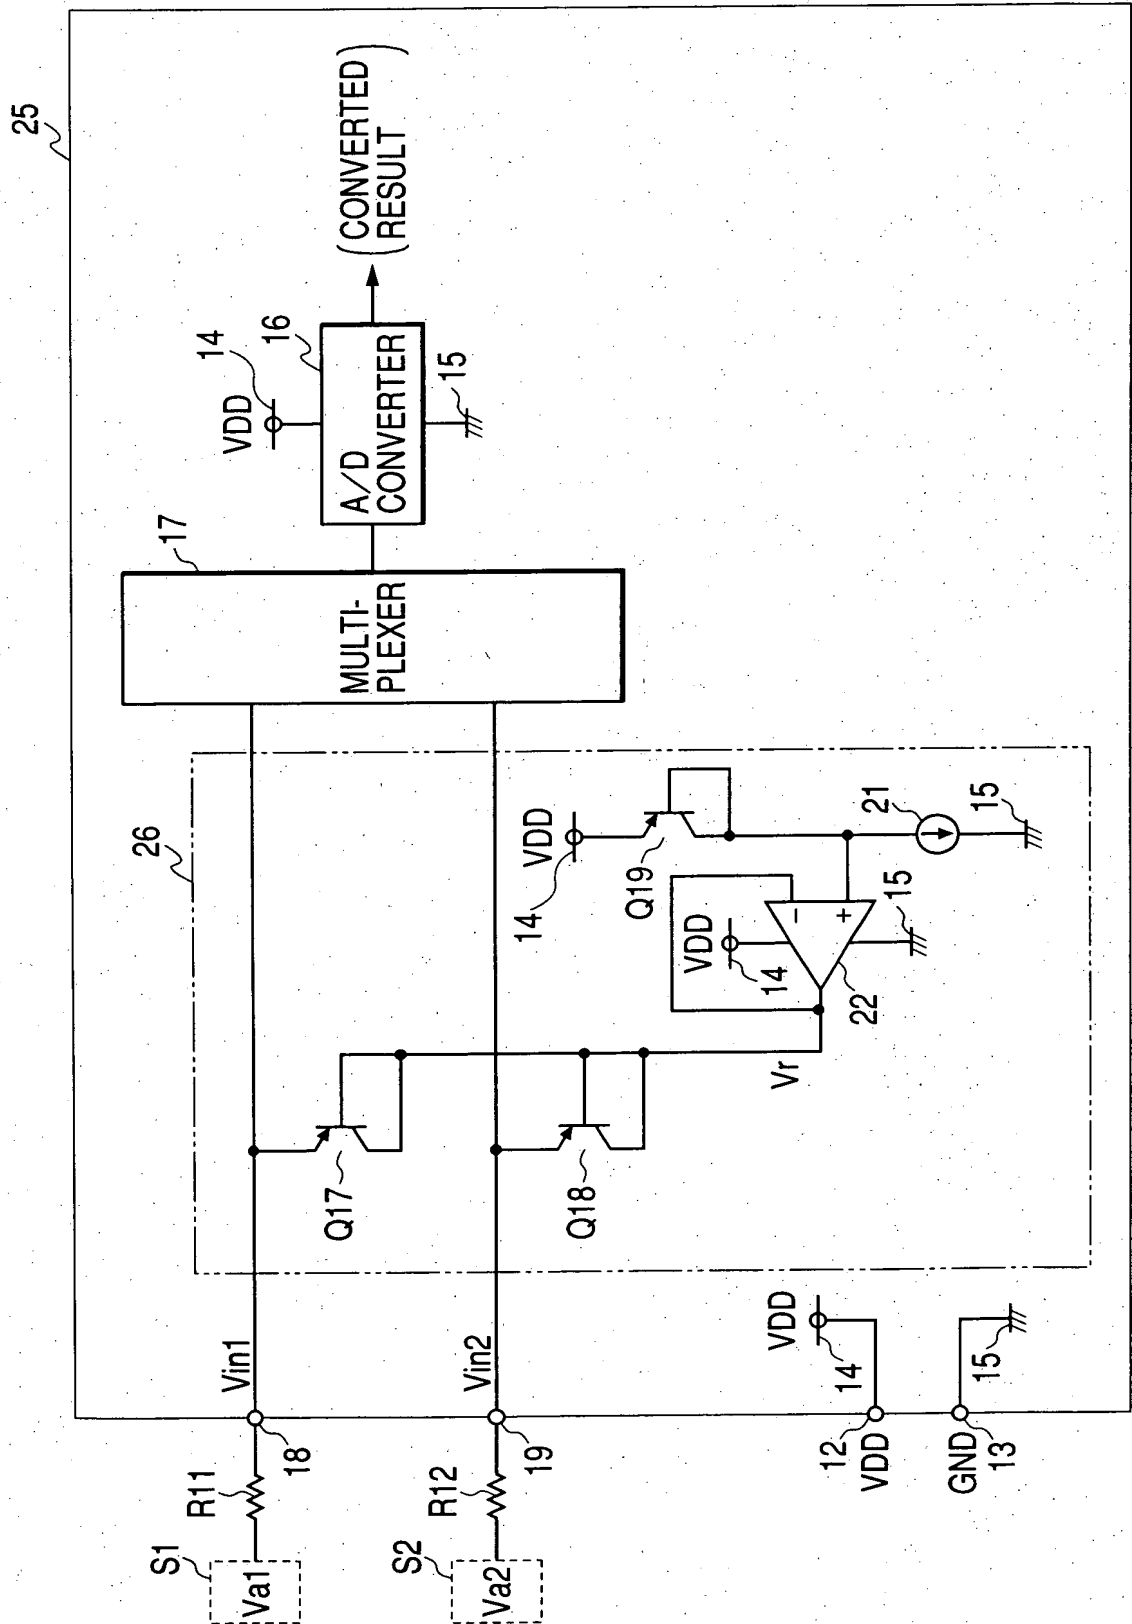 25
(CONVERTED
RESULT)
14
VDD
16
A/D
CONVERTER
15
17
MULTI-
PLEXER
26
VDD
14
Q19
21
15
VDD
14
−
+
15
22
Vr
Q17
Q18
Vin1
Vin2
VDD
14
15
18
19
12
VDD
13
GND
R11
R12
S1
Va1
S2
Va2